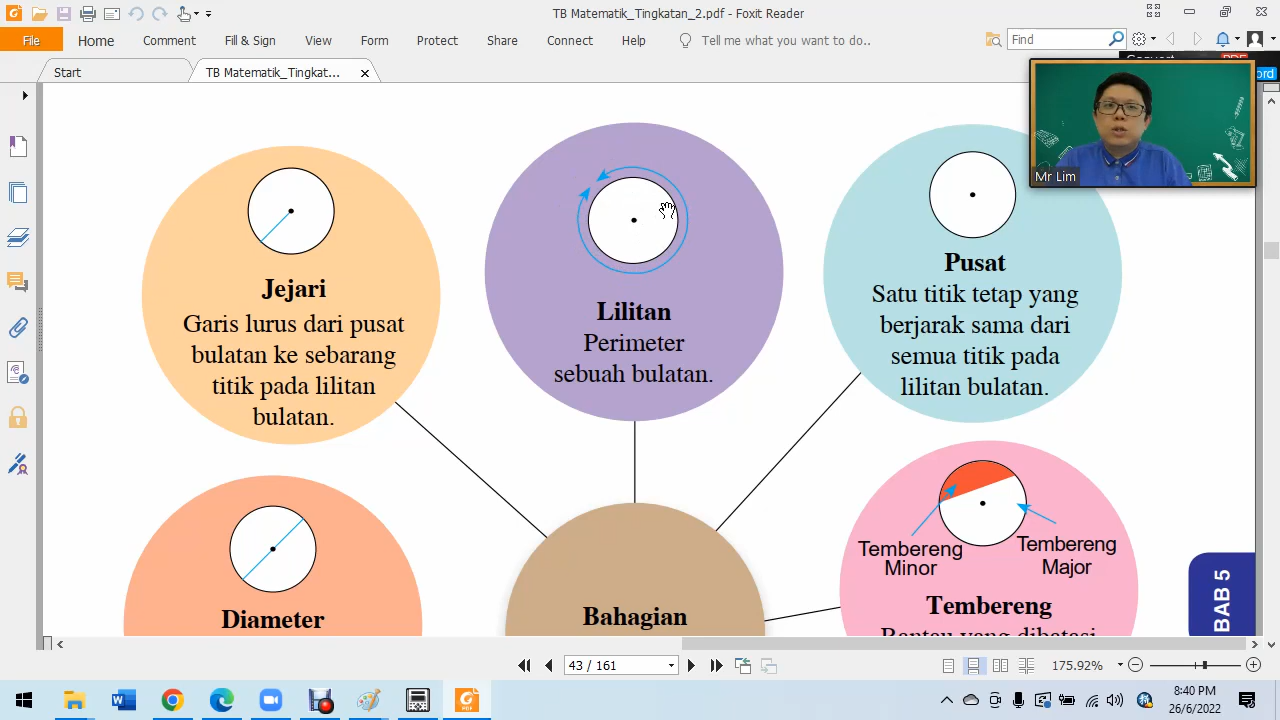 TB Matematik_Tingkatan_2.pdf - Foxit Reader
File
Home
Comment
Fill & Sign
View
Form
Protect
Share
Connect
Help
Tell me what you want to do..
Find
Start
TB Matematik_Tingkat...
Mr Lim
Jejari
Garis lurus dari pusat
bulatan ke sebarang
titik pada lilitan
bulatan.
Lilitan
Perimeter
sebuah bulatan.
Pusat
Satu titik tetap yang
berjarak sama dari
semua titik pada
lilitan bulatan.
Diameter
Bahagian
Tembereng
Minor
Tembereng
Major
Tembereng
Rantau yang dibatasi
BAB 5
43 / 161
175.92%
8:40 PM
26/6/2022